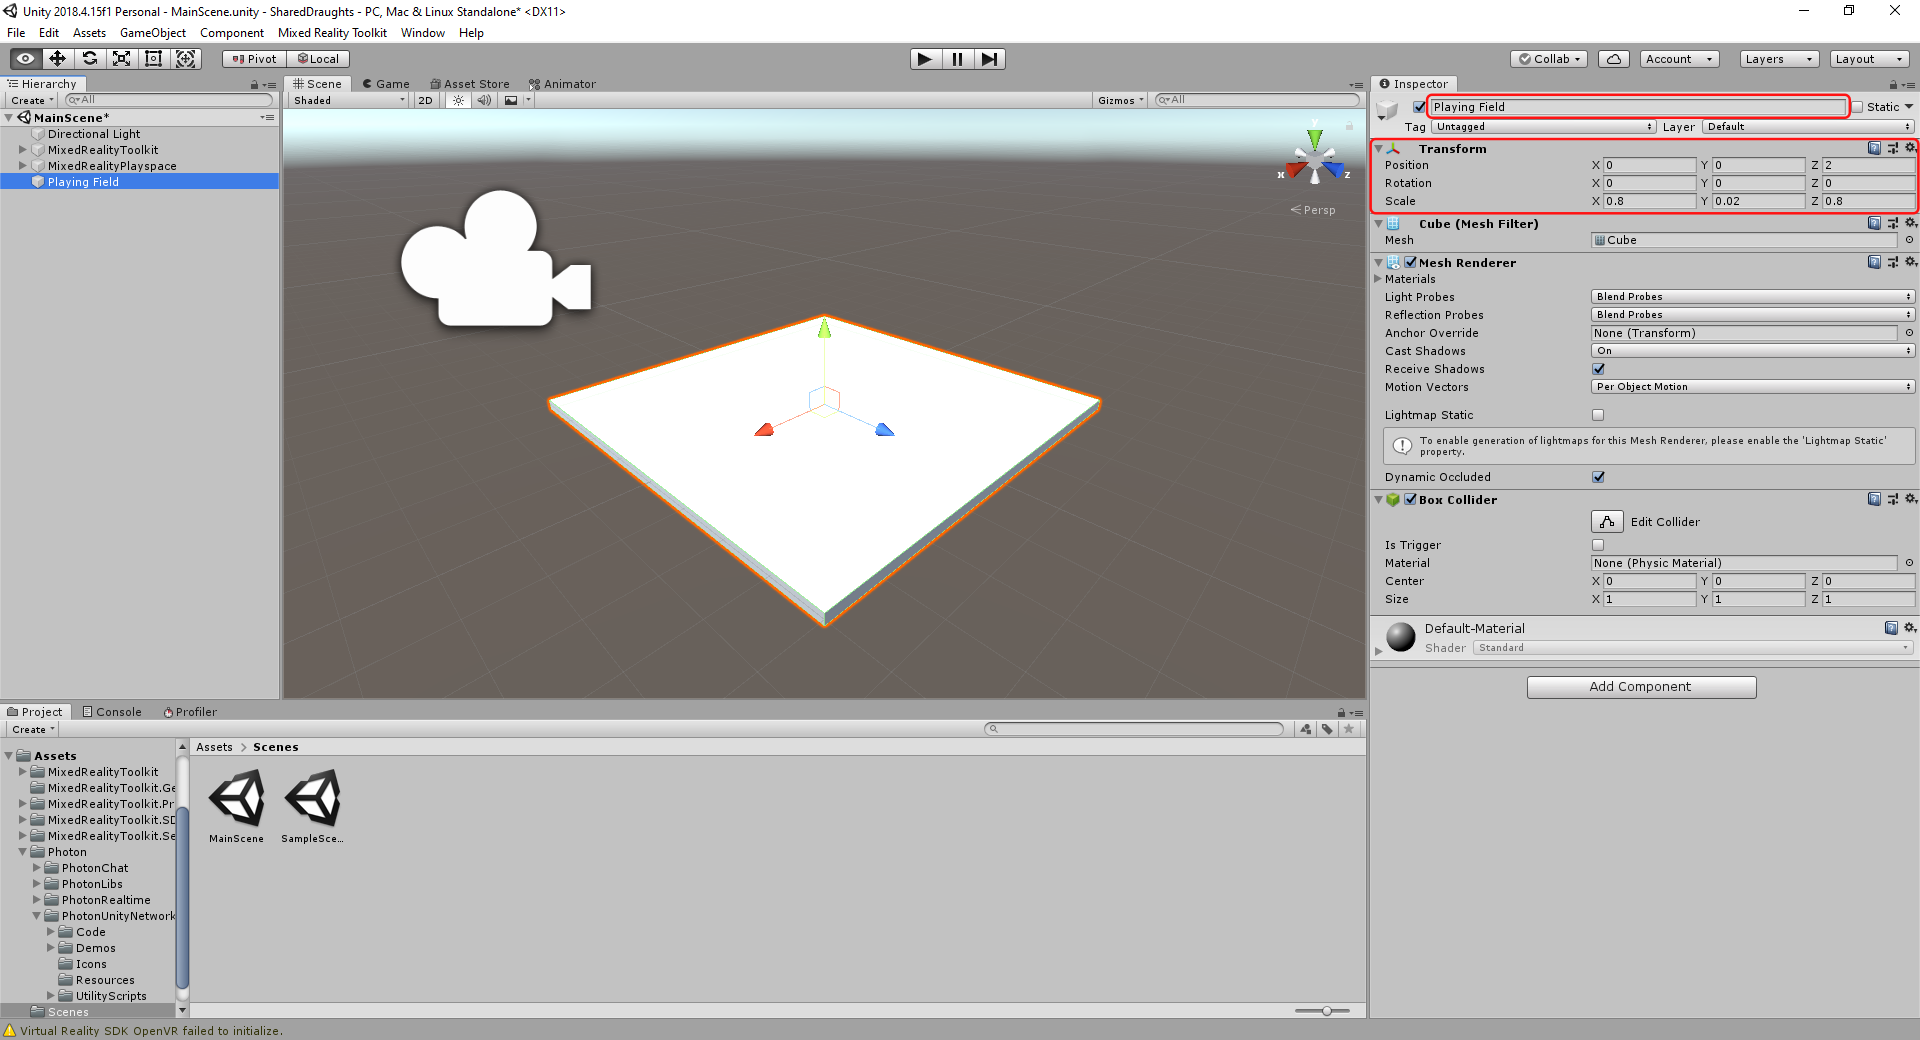 Unity 2018.4.15f1 Personal - MainScene.unity - SharedDraughts - PC, Mac & Linux Standalone* <DX11>
File Edit Assets GameObject Component Mixed Reality Toolkit Window Help
Pivot Local
Collab Account Layers Layout
Hierarchy
Create All
MainScene*
Directional Light
MixedRealityToolkit
MixedRealityPlayspace
Playing Field
Scene Game Asset Store Animator
Shaded 2D Gizmos All
y
x z
Persp
Inspector
Playing Field Static
Tag Untagged Layer Default
Transform
Position X 0 Y 0 Z 2
Rotation X 0 Y 0 Z 0
Scale X 0.8 Y 0.02 Z 0.8
Cube (Mesh Filter)
Mesh Cube
Mesh Renderer
Materials
Light Probes Blend Probes
Reflection Probes Blend Probes
Anchor Override None (Transform)
Cast Shadows On
Receive Shadows
Motion Vectors Per Object Motion
Lightmap Static
To enable generation of lightmaps for this Mesh Renderer, please enable the 'Lightmap Static'
property.
Dynamic Occluded
Box Collider
Edit Collider
Is Trigger
Material None (Physic Material)
Center X 0 Y 0 Z 0
Size X 1 Y 1 Z 1
Default-Material
Shader Standard
Add Component
Project Console Profiler
Create
Assets
MixedRealityToolkit
MixedRealityToolkit.Ge
MixedRealityToolkit.Pr
MixedRealityToolkit.SD
MixedRealityToolkit.Se
Photon
PhotonChat
PhotonLibs
PhotonRealtime
PhotonUnityNetwork
Code
Demos
Icons
Resources
UtilityScripts
Scenes
Assets > Scenes
MainScene SampleSce...
Virtual Reality SDK OpenVR failed to initialize.